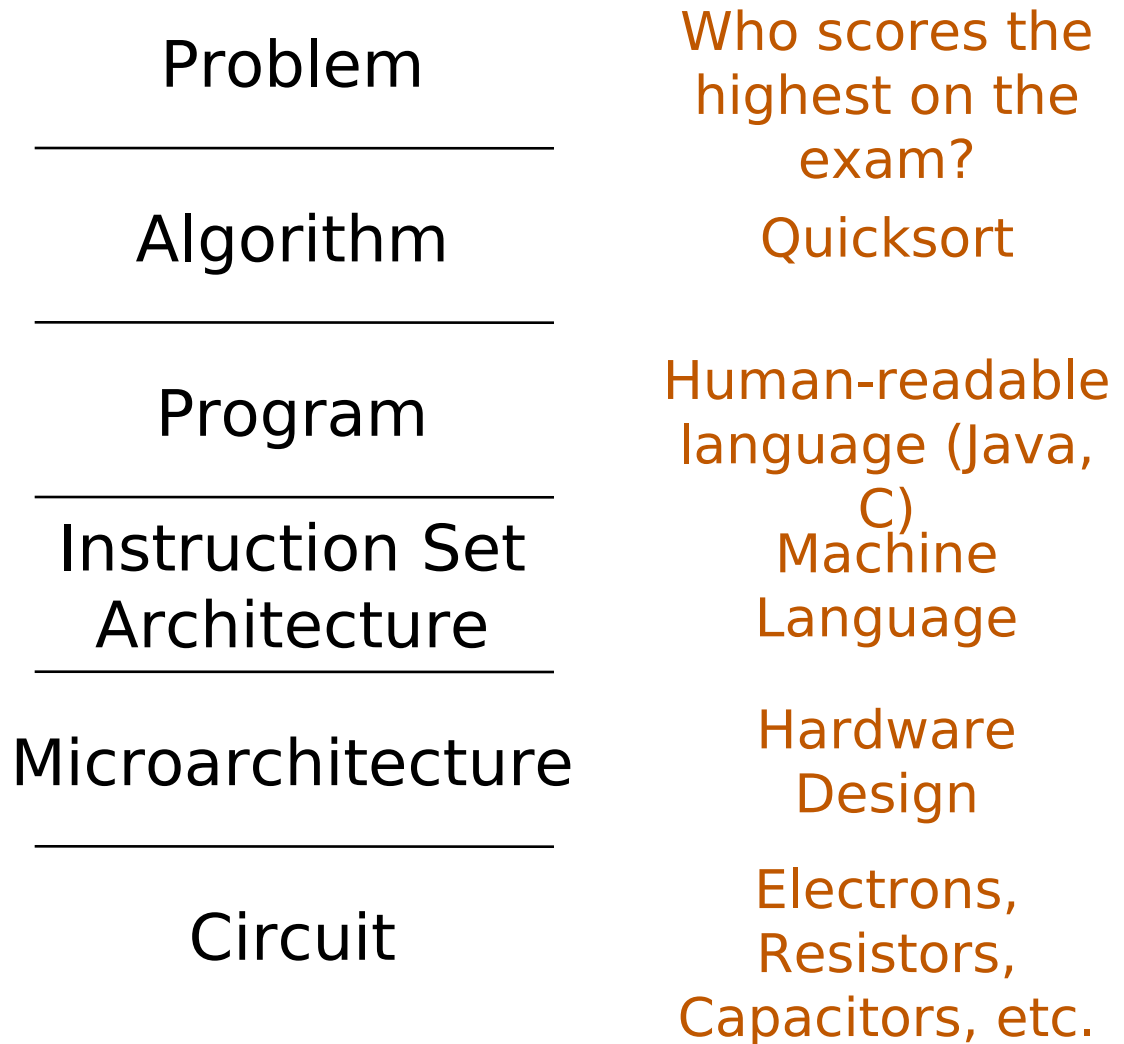 Problem
Who scores the
highest on the
exam?
Algorithm
Quicksort
Program
Human-readable
language (Java,
C)
Instruction Set
Architecture
Machine
Language
Microarchitecture
Hardware
Design
Circuit
Electrons,
Resistors,
Capacitors, etc.